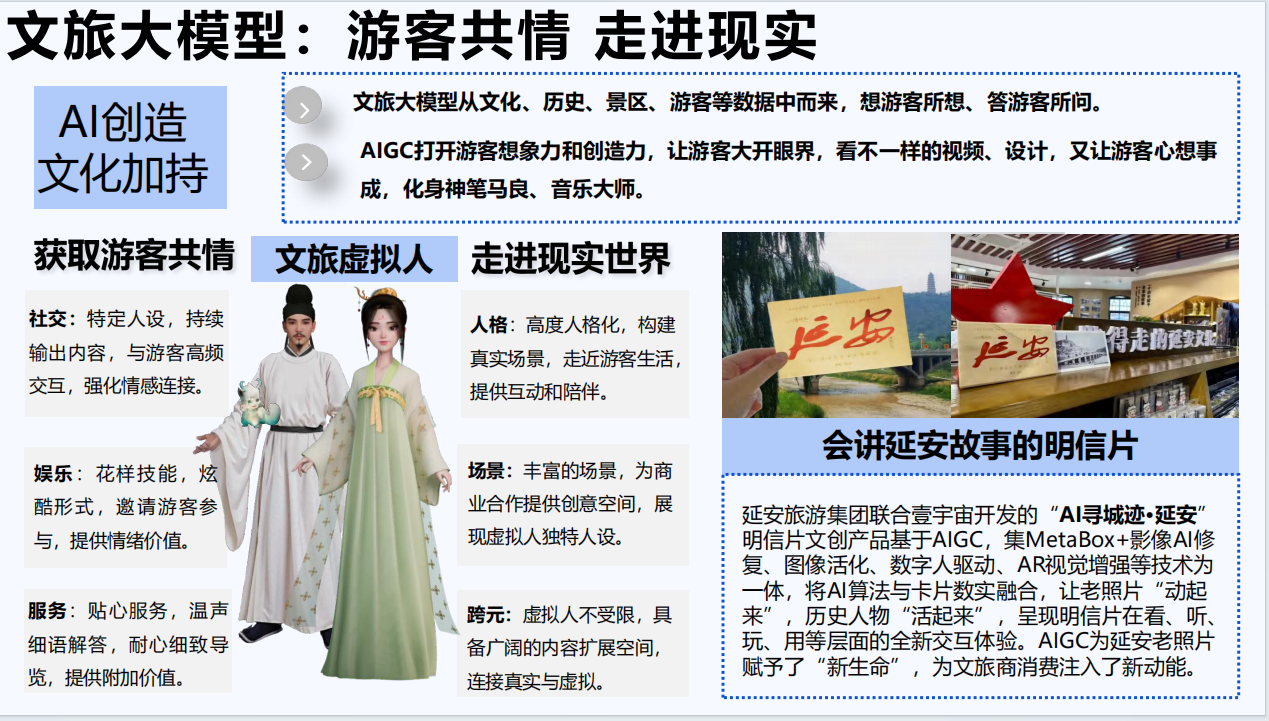 文旅大模型：游客共情 走进现实
AI创造
文化加持
文旅大模型从文化、历史、景区、游客等数据中而来，想游客所想、答游客所问。
AIGC打开游客想象力和创造力，让游客大开眼界，看不一样的视频、设计，又让游客心想事
成，化身神笔马良、音乐大师。
获取游客共情
社交：特定人设，持续
输出内容，与游客高频
交互，强化情感连接。
娱乐：花样技能，炫
酷形式，邀请游客参
与，提供情绪价值。
服务：贴心服务，温声
细语解答，耐心细致导
览，提供附加价值。
文旅虚拟人
走进现实世界
人格：高度人格化，构建
真实场景，走近游客生活，
提供互动和陪伴。
场景：丰富的场景，为商
业合作提供创意空间，展
现虚拟人独特人设。
跨元：虚拟人不受限，具
备广阔的内容扩展空间，
连接真实与虚拟。
延安
延安
得走的延安文化
会讲延安故事的明信片
延安旅游集团联合壹宇宙开发的“AI寻城迹•延安”
明信片文创产品基于AIGC，集MetaBox+影像AI修
复、图像活化、数字人驱动、AR视觉增强等技术为
一体，将AI算法与卡片数实融合，让老照片“动起
来”，历史人物“活起来”，呈现明信片在看、听、
玩、用等层面的全新交互体验。AIGC为延安老照片
赋予了“新生命”，为文旅商消费注入了新动能。